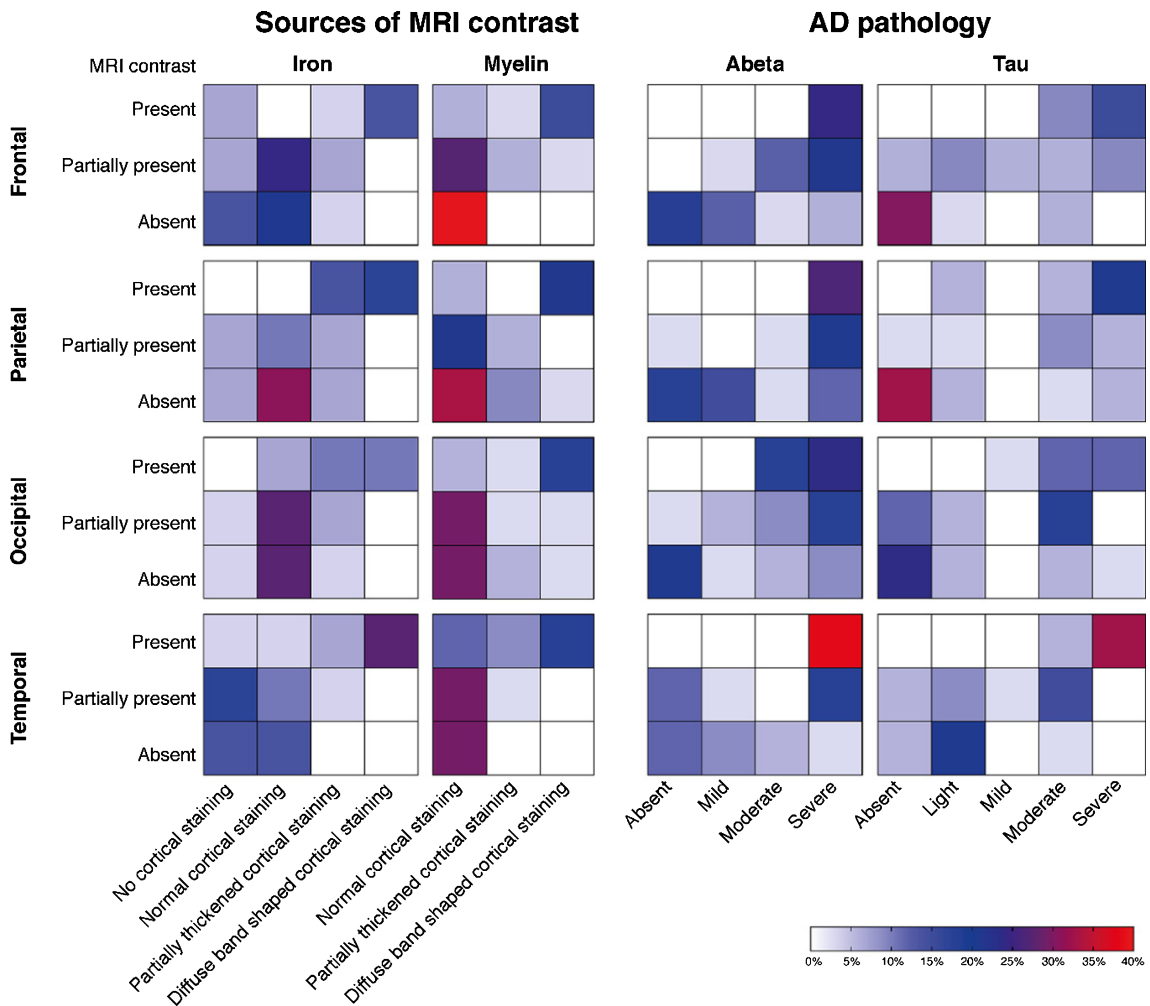 Sources of MRI contrast
AD pathology
MRI contrast
Iron
Myelin
Abeta
Tau
Frontal
Present
Partially present
Absent
Parietal
Present
Partially present
Absent
Occipital
Present
Partially present
Absent
Temporal
Present
Partially present
Absent
No cortical staining
Normal cortical staining
Partially thickened cortical staining
Diffuse band shaped cortical staining
Normal cortical staining
Partially thickened cortical staining
Diffuse band shaped cortical staining
Absent
Mild
Moderate
Severe
Absent
Light
Mild
Moderate
Severe
0% 5% 10% 15% 20% 25% 30% 35% 40%